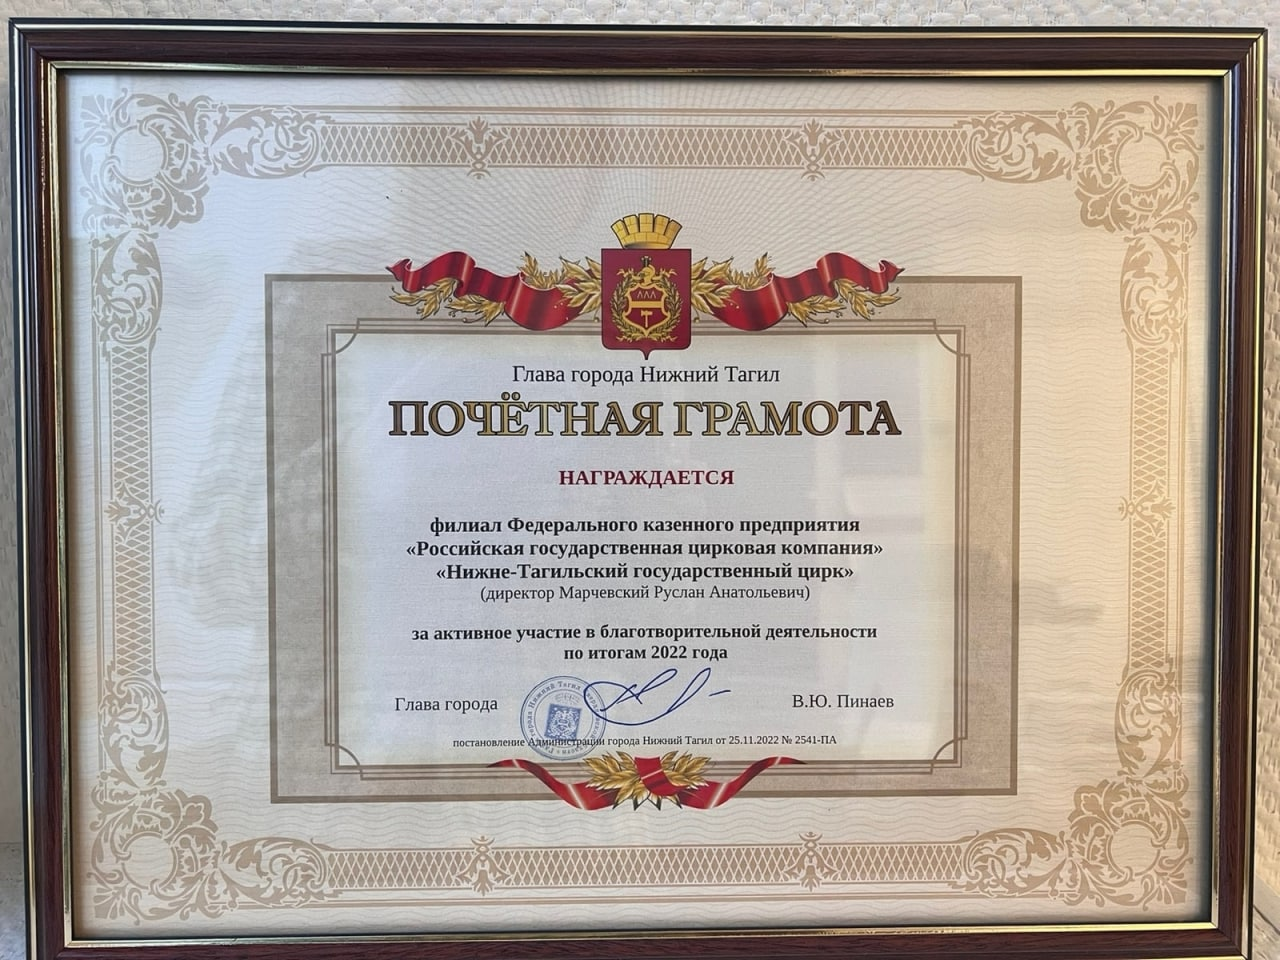 Глава города Нижний Тагил
ПОЧЁТНАЯ ГРАМОТА
НАГРАЖДАЕТСЯ
филиал Федерального казенного предприятия
«Российская государственная цирковая компания»
«Нижне-Тагильский государственный цирк»
(директор Марчевский Руслан Анатольевич)
за активное участие в благотворительной деятельности
по итогам 2022 года
Глава города
В.Ю. Пинаев
постановление Администрации города Нижний Тагил от 25.11.2022 № 2541-ПА